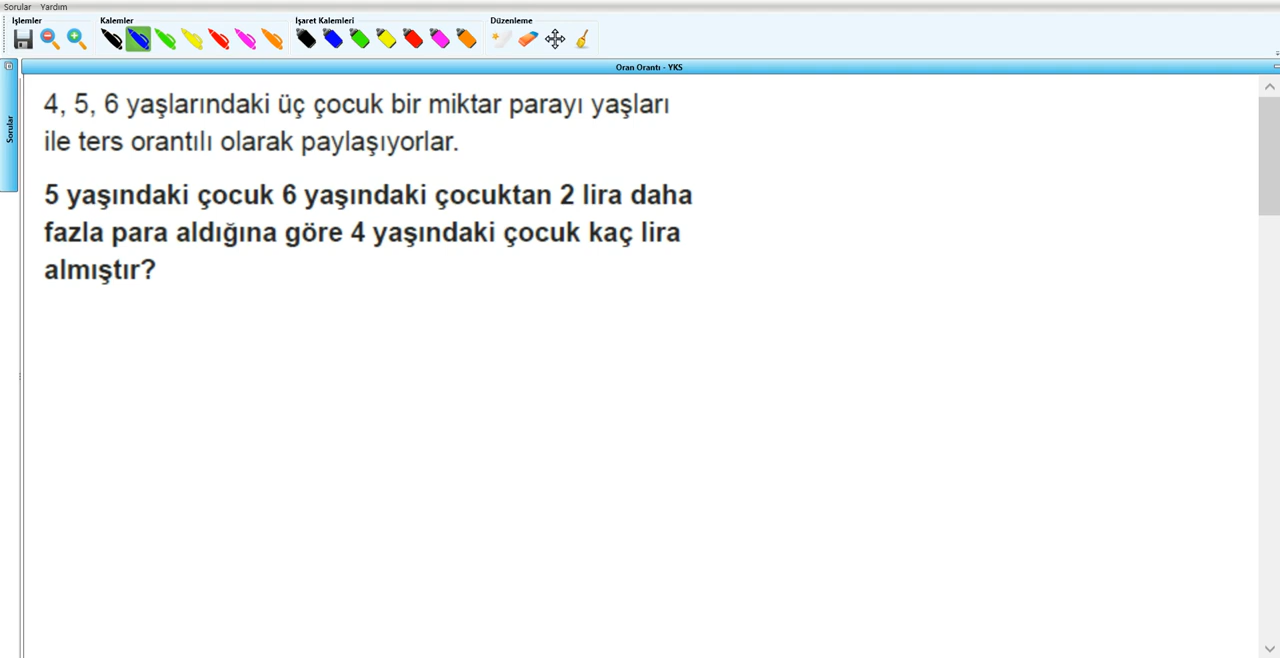 Sorular Yardım
İşlemler Kalemler İşaret Kalemleri Düzenleme
Oran Orantı - YKS
Sorular
4, 5, 6 yaşlarındaki üç çocuk bir miktar parayı yaşları
ile ters orantılı olarak paylaşıyorlar.
5 yaşındaki çocuk 6 yaşındaki çocuktan 2 lira daha
fazla para aldığına göre 4 yaşındaki çocuk kaç lira
almıştır?